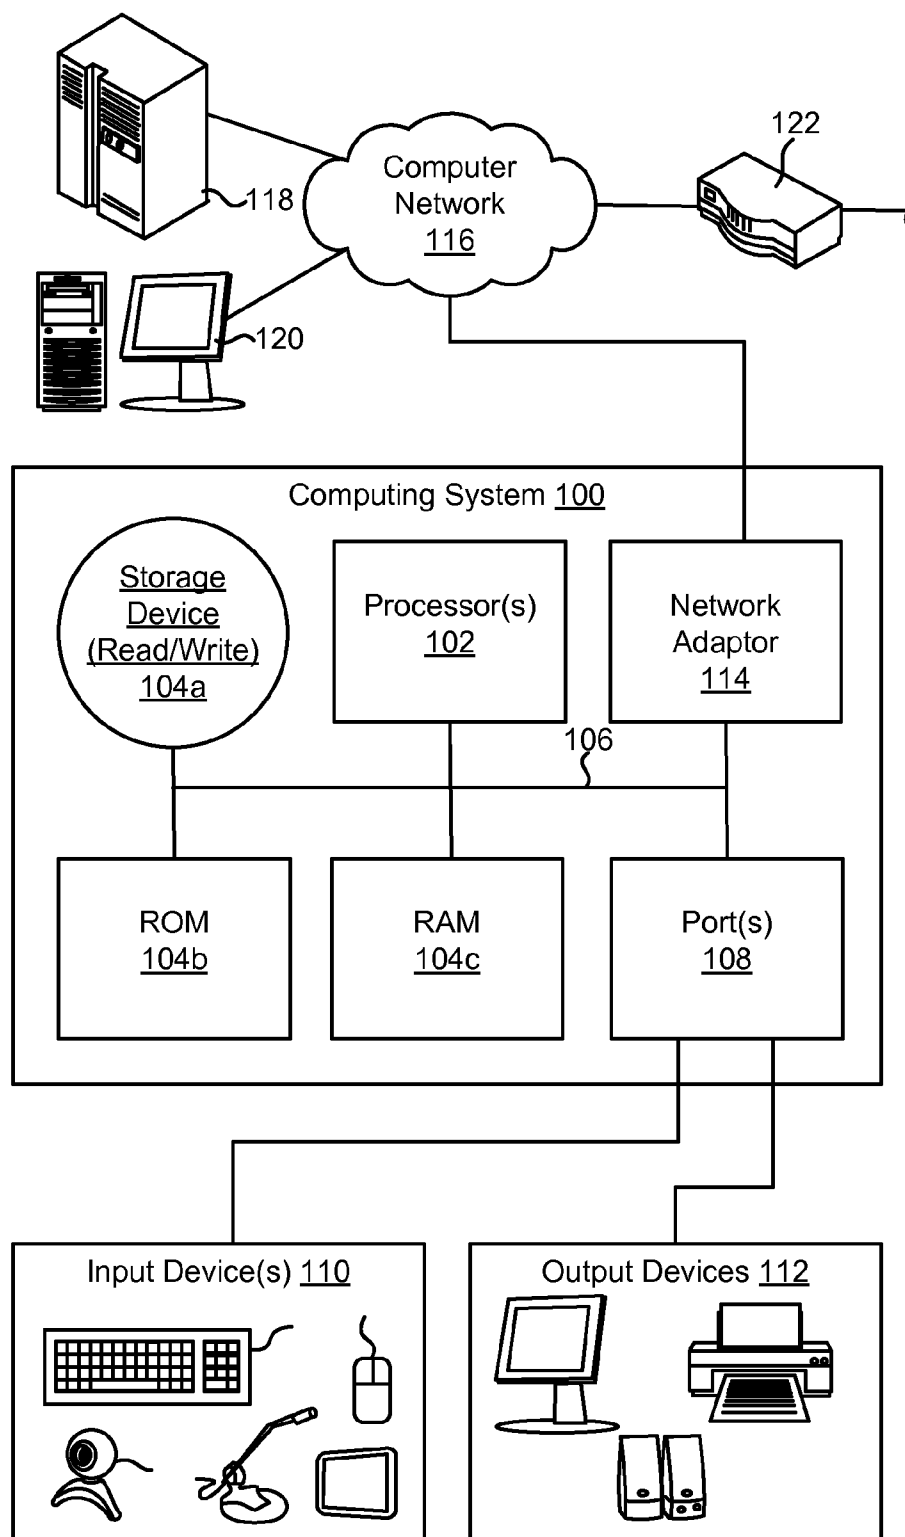 122
Computer
Network
116
118
120
Computing System 100
Storage
Device
(Read/Write)
104a
Processor(s)
102
Network
Adaptor
114
106
ROM
104b
RAM
104c
Port(s)
108
Input Device(s) 110
Output Devices 112